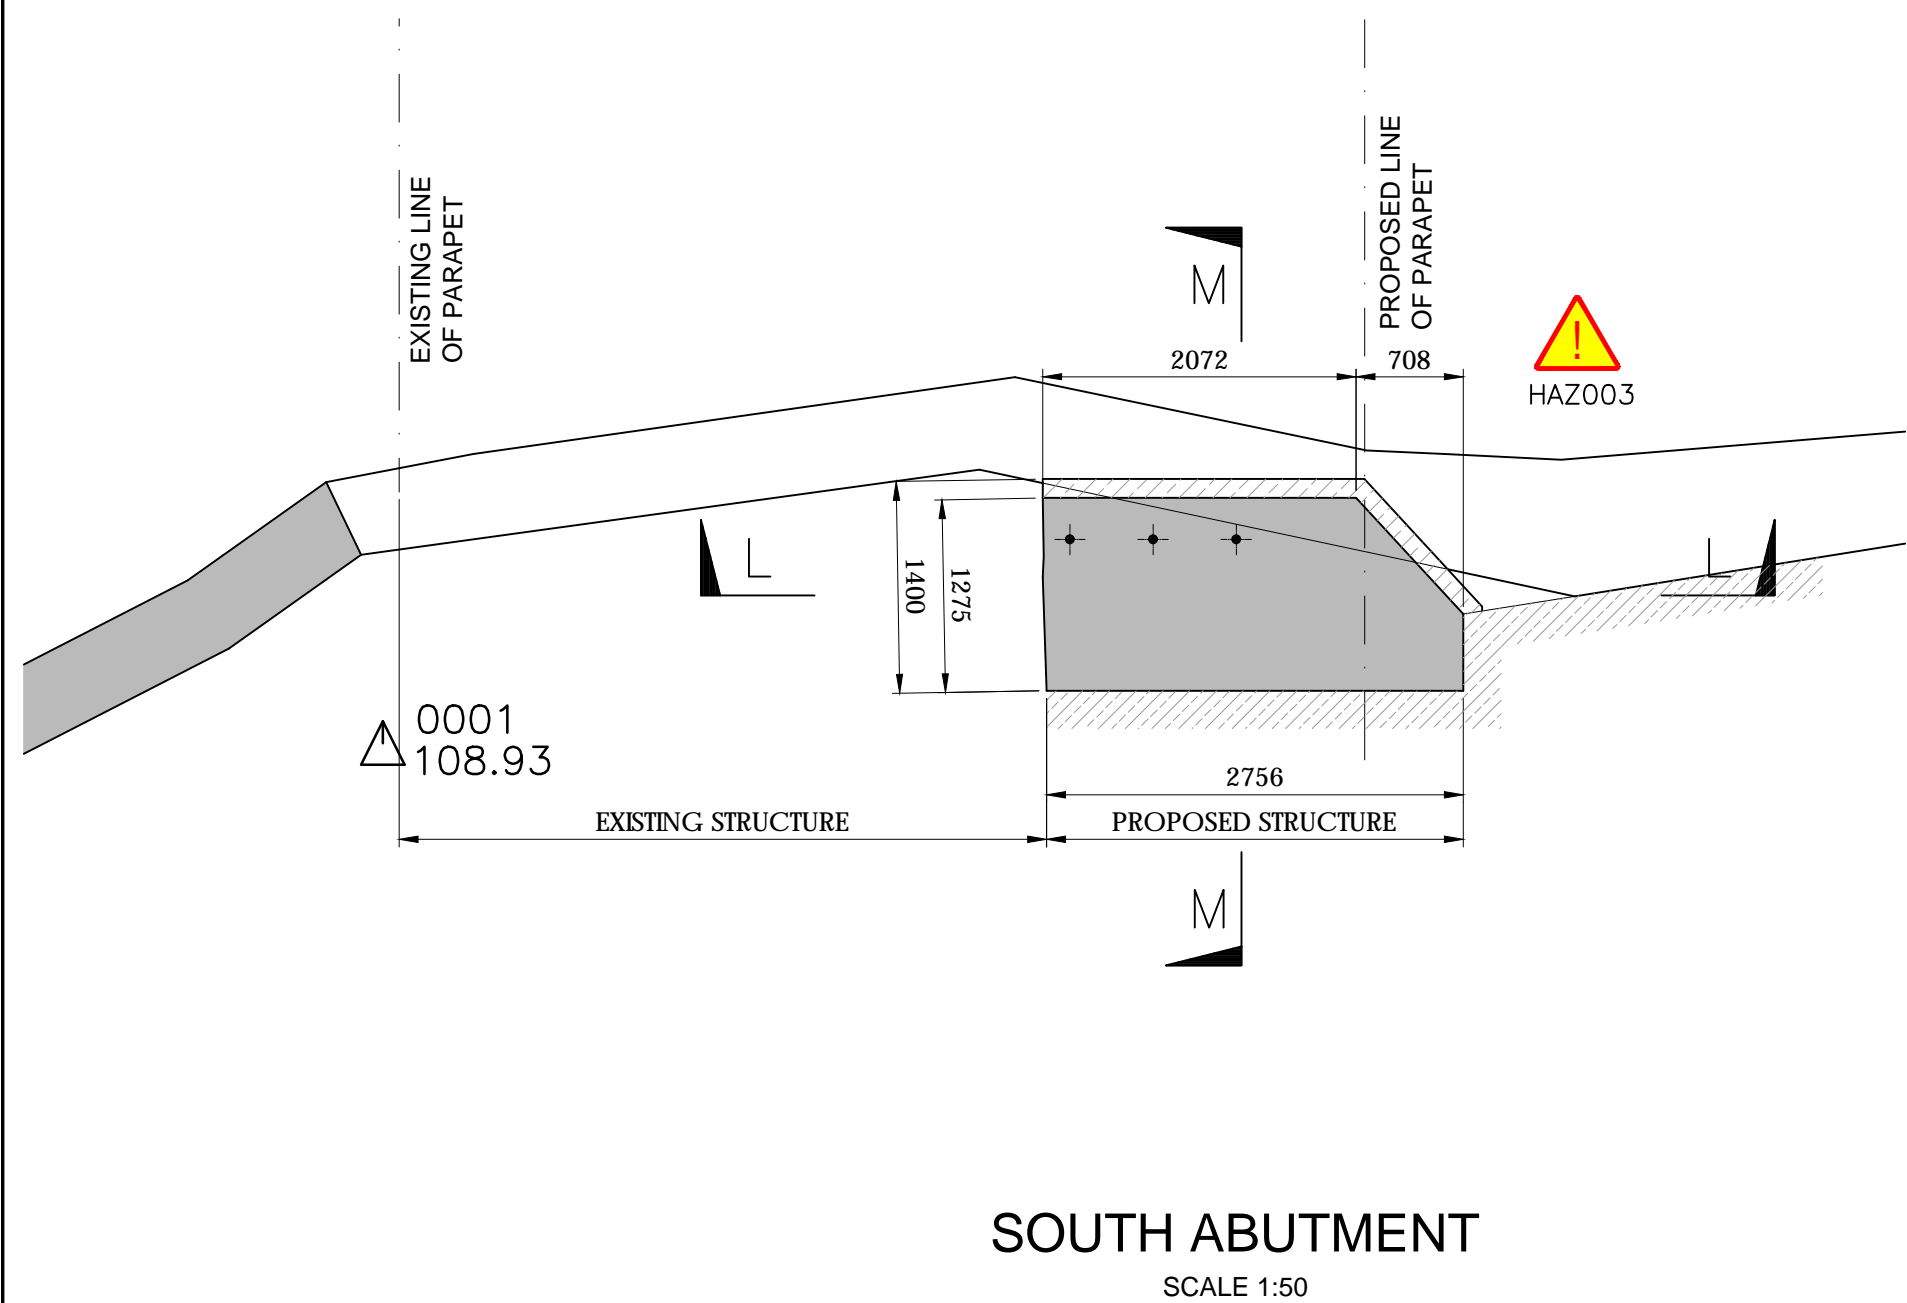 EXISTING LINE
OF PARAPET
PROPOSED LINE
OF PARAPET
M
2072
708
!
HAZ003
L
L
1400
1275
0001
108.93
2756
EXISTING STRUCTURE
PROPOSED STRUCTURE
M
SOUTH ABUTMENT
SCALE 1:50